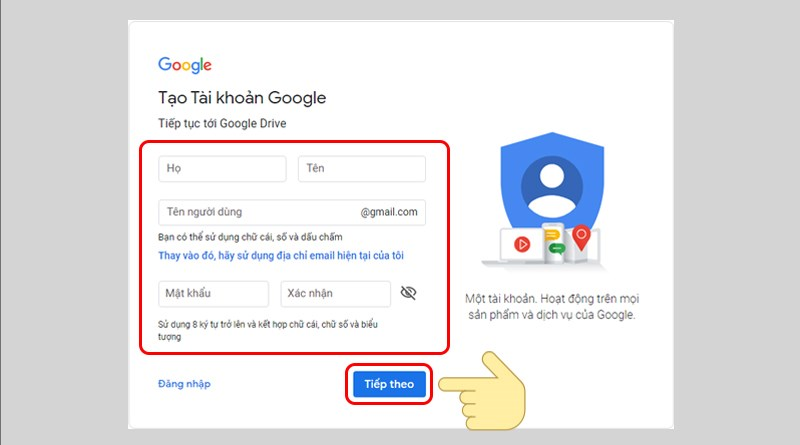 Google
Tạo Tài khoản Google
Tiếp tục tới Google Drive
Họ
Tên
Tên người dùng @gmail.com
Bạn có thể sử dụng chữ cái, số và dấu chấm
Thay vào đó, hãy sử dụng địa chỉ email hiện tại của tôi
Mật khẩu
Xác nhận
Sử dụng 8 ký tự trở lên và kết hợp chữ cái, chữ số và biểu
tượng
Một tài khoản. Hoạt động trên mọi
sản phẩm và dịch vụ của Google.
Đăng nhập
Tiếp theo